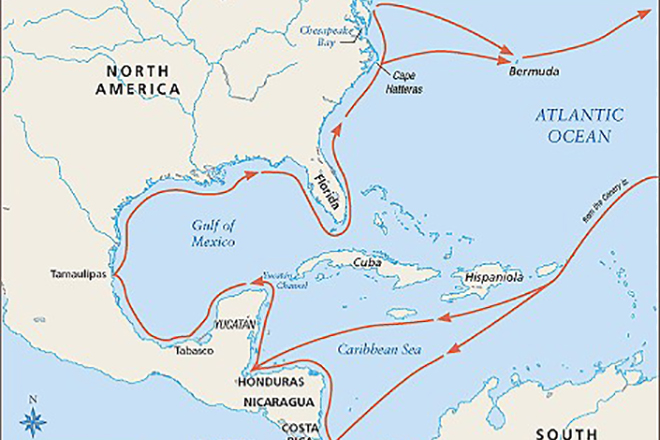 Chesapeake
Bay
NORTH
AMERICA
Cape
Hatteras
Bermuda
ATLANTIC
OCEAN
Florida
from the Canary Is.
Gulf of
Mexico
Cuba
Tamaulipas
Yucatán
Channel
Hispaniola
YUCATÁN
Tabasco
Caribbean Sea
HONDURAS
NICARAGUA
COSTA
RICA
N
SOUTH